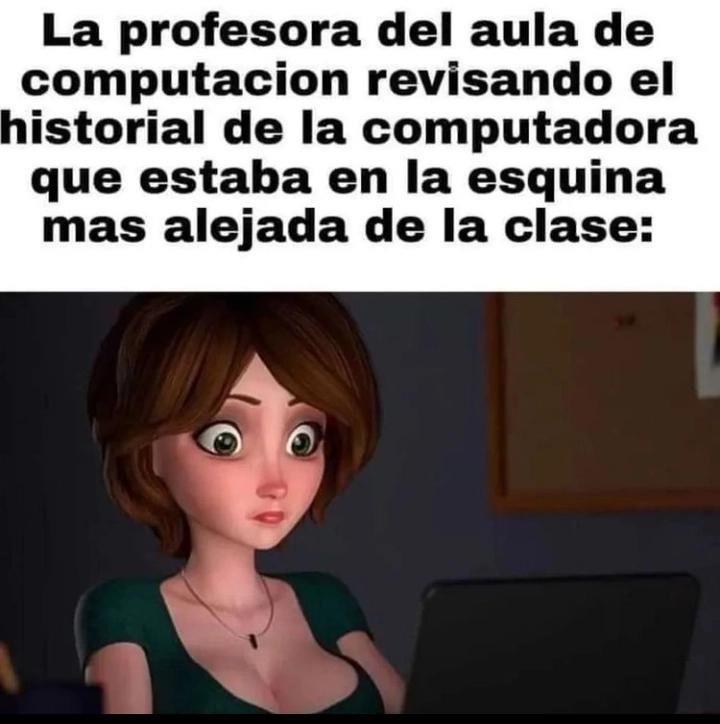 La profesora del aula de
computacion revisando el
historial de la computadora
que estaba en la esquina
mas alejada de la clase: